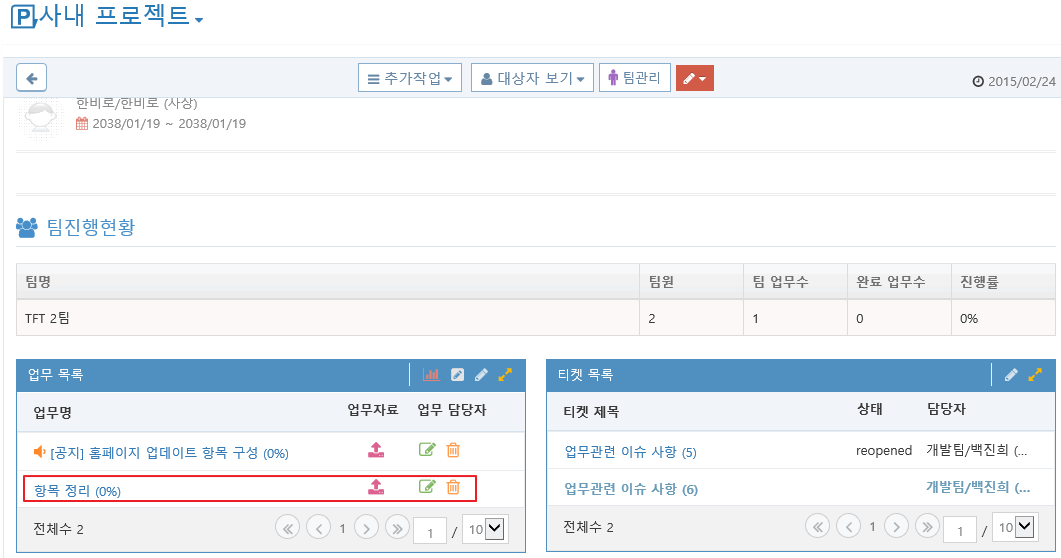 P 사내 프로젝트
추가작업 대상자 보기 팀관리 2015/02/24
한비로/한비로 (사장)
2038/01/19 ~ 2038/01/19
팀진행현황
팀명 팀원 팀 업무수 완료 업무수 진행률
TFT 2팀 2 1 0 0%
업무 목록
업무명 업무자료 업무 담당자
[공지] 홈페이지 업데이트 항목 구성 (0%)
항목 정리 (0%)
전체수 2 « < 1 > » 1 / 10
티켓 목록
티켓 제목 상태 담당자
업무관련 이슈 사항 (5) reopened 개발팀/백진희 (...
업무관련 이슈 사항 (6) 개발팀/백진희 (...
전체수 2 « < 1 > » 1 / 10